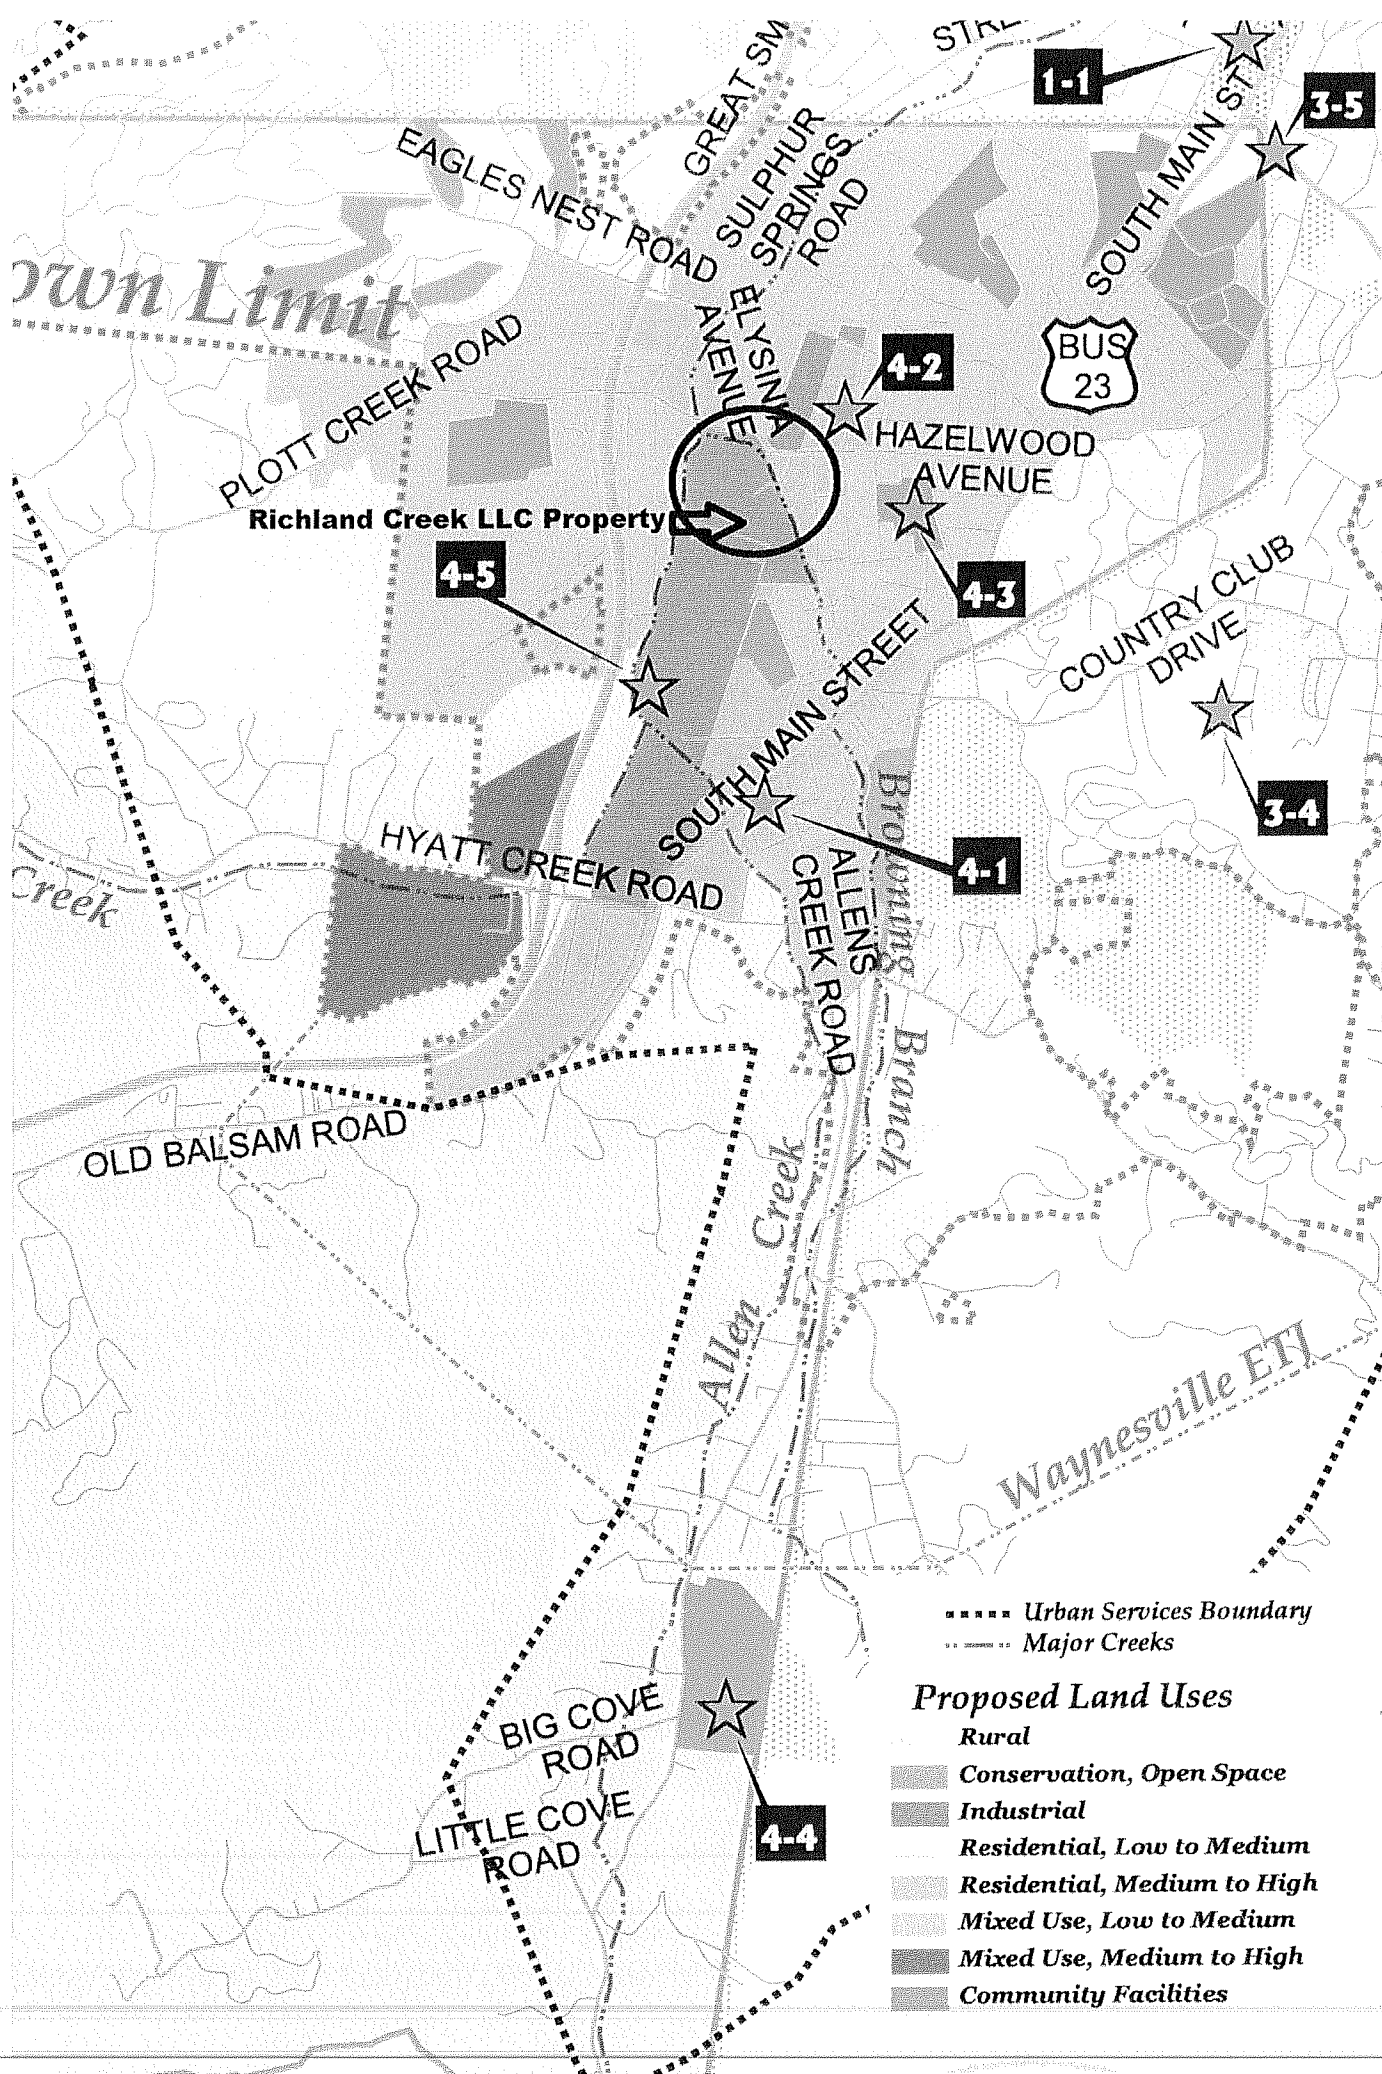 GREAT SM
STRE
1-1
3-5
EAGLES NEST ROAD
SULPHUR
SPRINGS
ROAD
SOUTH MAIN ST
own Limit
ELYSINIA
AVENUE
BUS
23
PLOTT CREEK ROAD
4-2
HAZELWOOD
AVENUE
Richland Creek LLC Property
4-5
4-3
COUNTRY CLUB
DRIVE
SOUTH MAIN STREET
3-4
HYATT CREEK ROAD
4-1
Creek
ALLENS
CREEK ROAD
Browning
Branch
OLD BALSAM ROAD
Allen Creek
Waynesville ETJ
Urban Services Boundary
Major Creeks
Proposed Land Uses
Rural
Conservation, Open Space
Industrial
Residential, Low to Medium
Residential, Medium to High
Mixed Use, Low to Medium
Mixed Use, Medium to High
Community Facilities
BIG COVE
ROAD
LITTLE COVE
ROAD
4-4